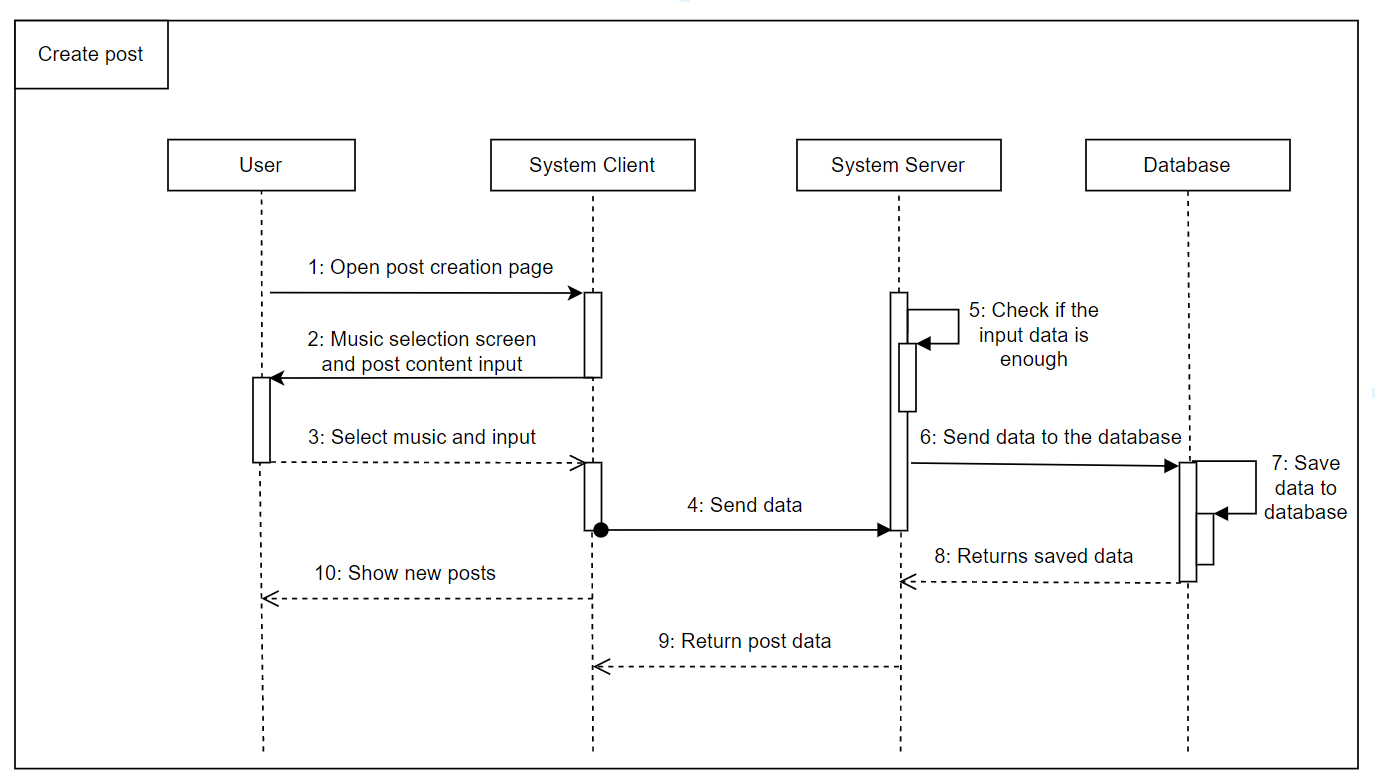 Create post
User
System Client
System Server
Database
1: Open post creation page
2: Music selection screen
and post content input
3: Select music and input
4: Send data
5: Check if the
input data is
enough
6: Send data to the database
7: Save
data to
database
8: Returns saved data
10: Show new posts
9: Return post data